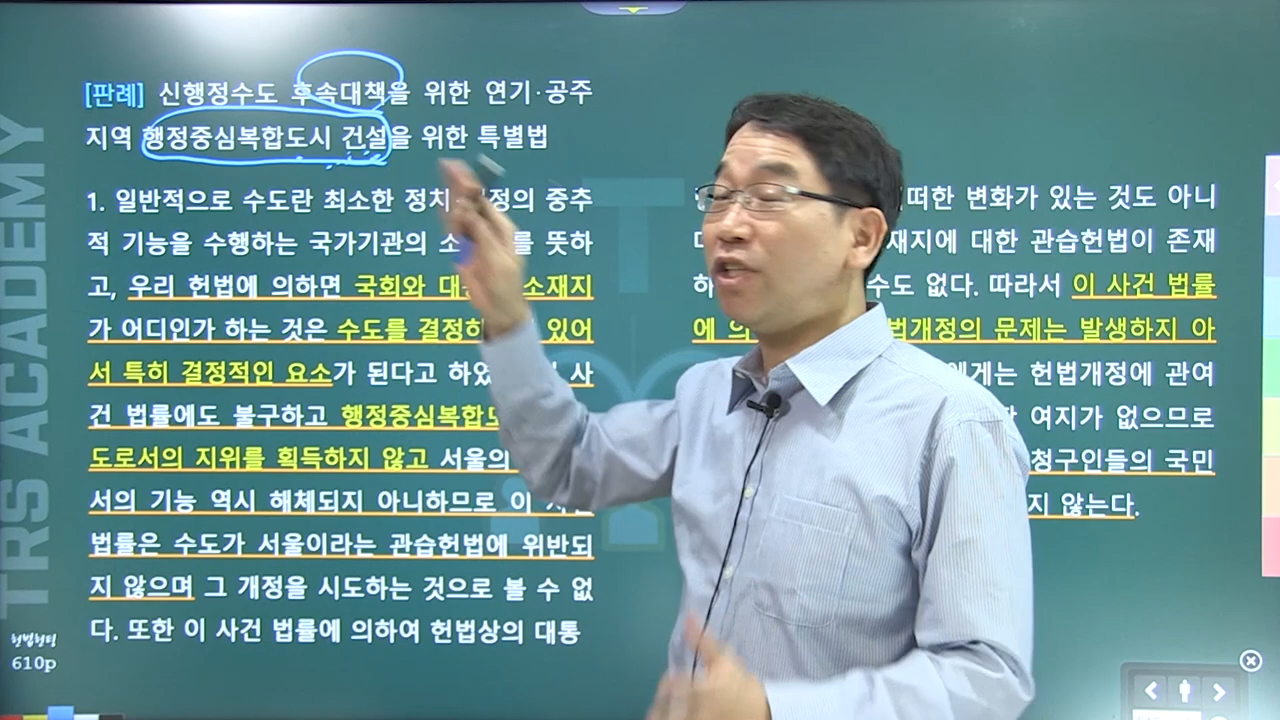 [판례] 신행정수도 후속대책을 위한 연기·공주
지역 행정중심복합도시 건설을 위한 특별법
1. 일반적으로 수도란 최소한 정치 정의 중추
적 기능을 수행하는 국가기관의 소 를 뜻하
고, 우리 헌법에 의하면 국회와 대 소재지
가 어디인가 하는 것은 수도를 결정하 있어
서 특히 결정적인 요소가 된다고 하였 사
건 법률에도 불구하고 행정중심복합도
도로서의 지위를 획득하지 않고 서울의
서의 기능 역시 해체되지 아니하므로 이
법률은 수도가 서울이라는 관습헌법에 위반되
지 않으며 그 개정을 시도하는 것으로 볼 수 없
다. 또한 이 사건 법률에 의하여 헌법상의 대통
떠한 변화가 있는 것도 아니
재지에 대한 관습헌법이 존재
하 수도 없다. 따라서 이 사건 법률
에 의 법개정의 문제는 발생하지 아
에게는 헌법개정에 관여
여지가 없으므로
청구인들의 국민
지 않는다.
TRS ACADEMY
610p